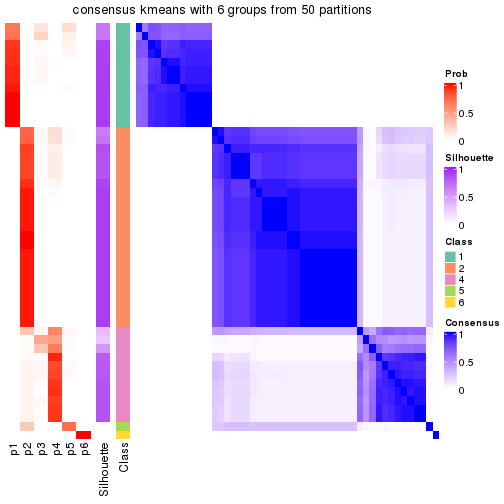 consensus kmeans with 6 groups from 50 partitions
Prob
1
0.5
0
Silhouette
1
0.5
0
Class
1
2
4
5
6
Consensus
1
0.5
0
p1
p2
p3
p4
p5
p6
Silhouette
Class